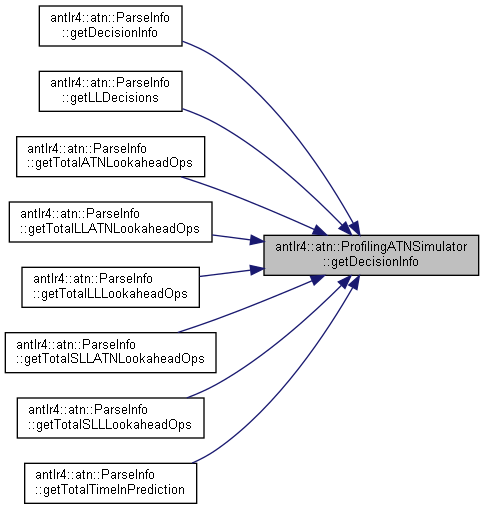 antlr4::atn::ParseInfo
::getDecisionInfo
antlr4::atn::ParseInfo
::getLLDecisions
antlr4::atn::ParseInfo
::getTotalATNLookaheadOps
antlr4::atn::ParseInfo
::getTotalLLATNLookaheadOps
antlr4::atn::ProfilingATNSimulator
::getDecisionInfo
antlr4::atn::ParseInfo
::getTotalLLLookaheadOps
antlr4::atn::ParseInfo
::getTotalSLLATNLookaheadOps
antlr4::atn::ParseInfo
::getTotalSLLLookaheadOps
antlr4::atn::ParseInfo
::getTotalTimeInPrediction